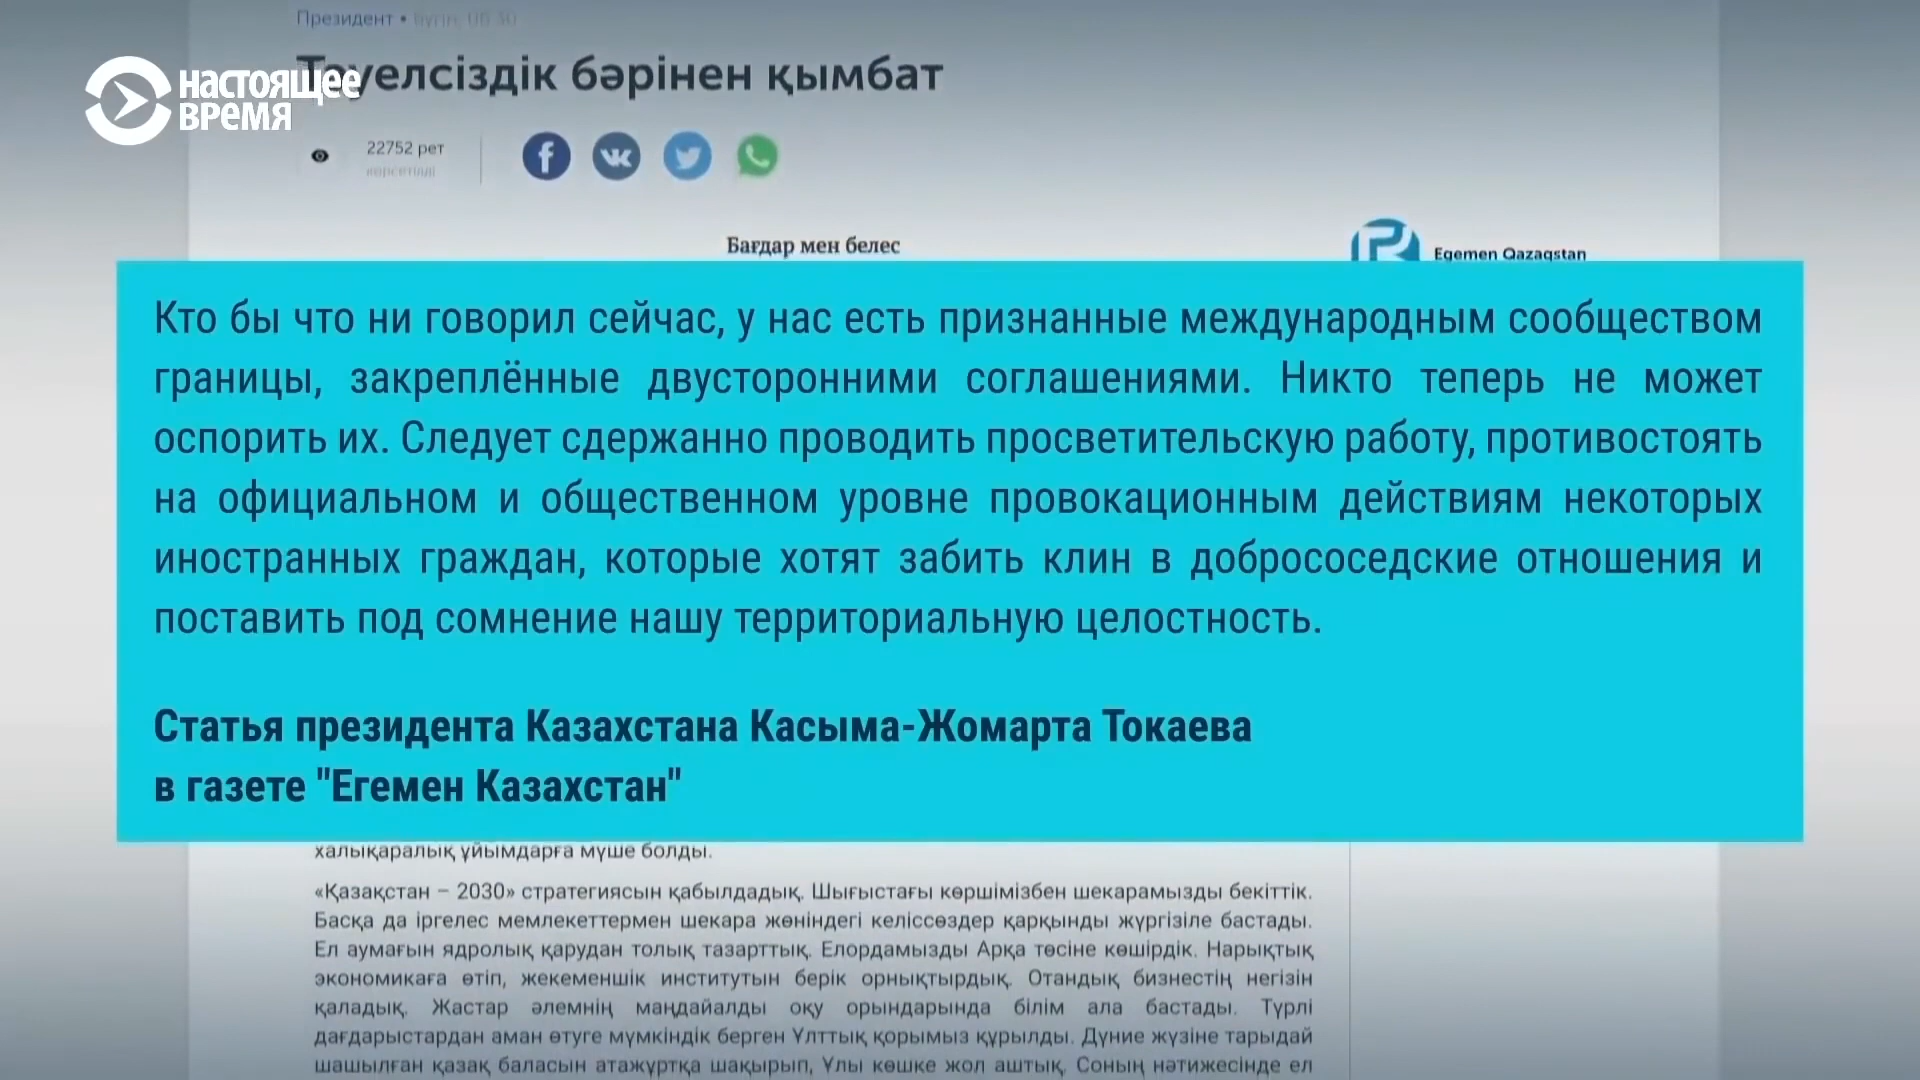 Президент •
Тәуелсіздік бәрінен қымбат
НАСТОЯЩЕЕ
ВРЕМЯ
22752 рет
көрсетілді
Бағдар мен белес
Egemen Qazaqstan
Кто бы что ни говорил сейчас, у нас есть признанные международным сообществом
границы, закреплённые двусторонними соглашениями. Никто теперь не может
оспорить их. Следует сдержанно проводить просветительскую работу, противостоять
на официальном и общественном уровне провокационным действиям некоторых
иностранных граждан, которые хотят забить клин в добрососедские отношения и
поставить под сомнение нашу территориальную целостность.
Статья президента Казахстана Касыма-Жомарта Токаева
в газете "Егемен Казахстан"
халықаралық ұйымдарға мүше болды.
«Қазақстан – 2030» стратегиясын қабылдадық. Шығыстағы көршімізбен шекарамызды бекіттік.
Басқа да іргелес мемлекеттермен шекара жөніндегі келіссөздер қарқынды жүргізіле бастады.
Ел аумағын ядролық қарудан толық тазарттық. Елордамызды Арқа төсіне көшірдік. Нарықтық
экономикаға өтіп, жекеменшік институтын берік орнықтырдық. Отандық бизнестің негізін
қаладық. Жастар әлемнің маңдайалды оқу орындарында білім ала бастады. Түрлі
дағдарыстардан аман өтуге мүмкіндік берген Ұлттық қорымыз құрылды. Дүние жүзіне тарыдай
шашылған қазақ баласын атажұртқа шақырып, Ұлы көшке жол аштық. Соның нәтижесінде ел